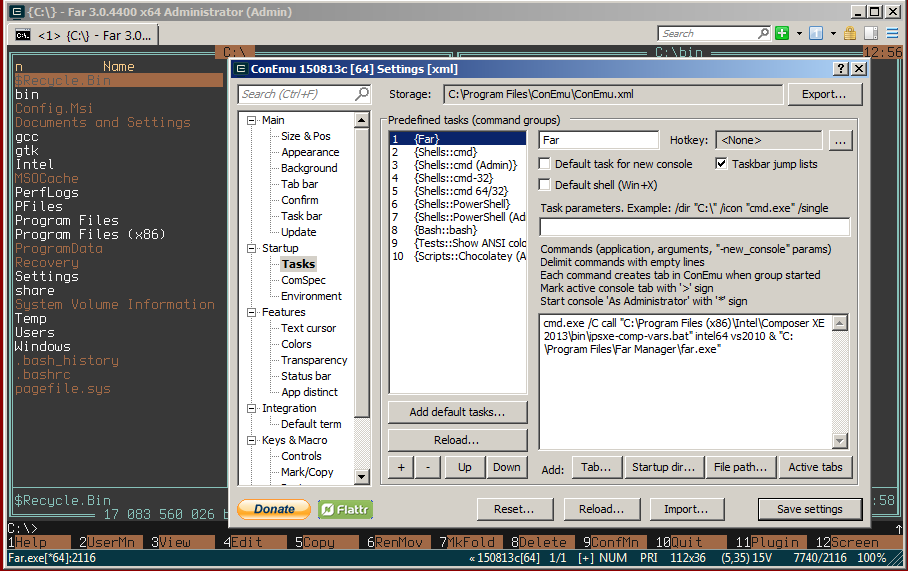 {C:\} - Far 3.0.4400 x64 Administrator (Admin)
<1> {C:\} - Far 3.0...
Search
C:\
C:\bin
12:56
n Name
$Recycle.Bin
bin
Config.Msi
Documents and Settings
gcc
gtk
Intel
MSOCache
PerfLogs
PFiles
Program Files
Program Files (x86)
ProgramData
Recovery
Settings
share
System Volume Information
Temp
Users
Windows
.bash_history
.bashrc
pagefile.sys
$Recycle.Bin
17 083 560 026 b
:58
ConEmu 150813c [64] Settings [xml]
Search (Ctrl+F)
Storage: C:\Program Files\ConEmu\ConEmu.xml Export...
Main
Size & Pos
Appearance
Background
Tab bar
Confirm
Task bar
Update
Startup
Tasks
ComSpec
Environment
Features
Text cursor
Colors
Transparency
Status bar
App distinct
Integration
Default term
Keys & Macro
Controls
Mark/Copy
Predefined tasks (command groups)
1 {Far}
2 {Shells::cmd}
3 {Shells::cmd (Admin)}
4 {Shells::cmd-32}
5 {Shells::cmd 64/32}
6 {Shells::PowerShell}
7 {Shells::PowerShell (Ad
8 {Bash::bash}
9 {Tests::Show ANSI colo
10 {Scripts::Chocolatey (A
Add default tasks...
Reload...
+ - Up Down
Far Hotkey: <None> ...
Default task for new console Taskbar jump lists
Default shell (Win+X)
Task parameters. Example: /dir "C:\" /icon "cmd.exe" /single
Commands (application, arguments, "-new_console" params)
Delimit commands with empty lines
Each command creates tab in ConEmu when group started
Mark active console tab with '>' sign
Start console 'As Administrator' with '*' sign
cmd.exe /C call "C:\Program Files (x86)\Intel\Composer XE
2013\bin\ipsxe-comp-vars.bat" intel64 vs2010 & "C:
\Program Files\Far Manager\far.exe"
Add: Tab... Startup dir... File path... Active tabs
Donate Flattr Reset... Reload... Import... Save settings
C:\>
1Help 2UserMn 3View 4Edit 5Copy 6RenMov 7MkFold 8Delete 9ConfMn 10Quit 11Plugin 12Screen
Far.exe[*64]:2116 « 150813c[64] 1/1 [+] NUM PRI 112x36 (5,35) 15V 7740/2116 100%